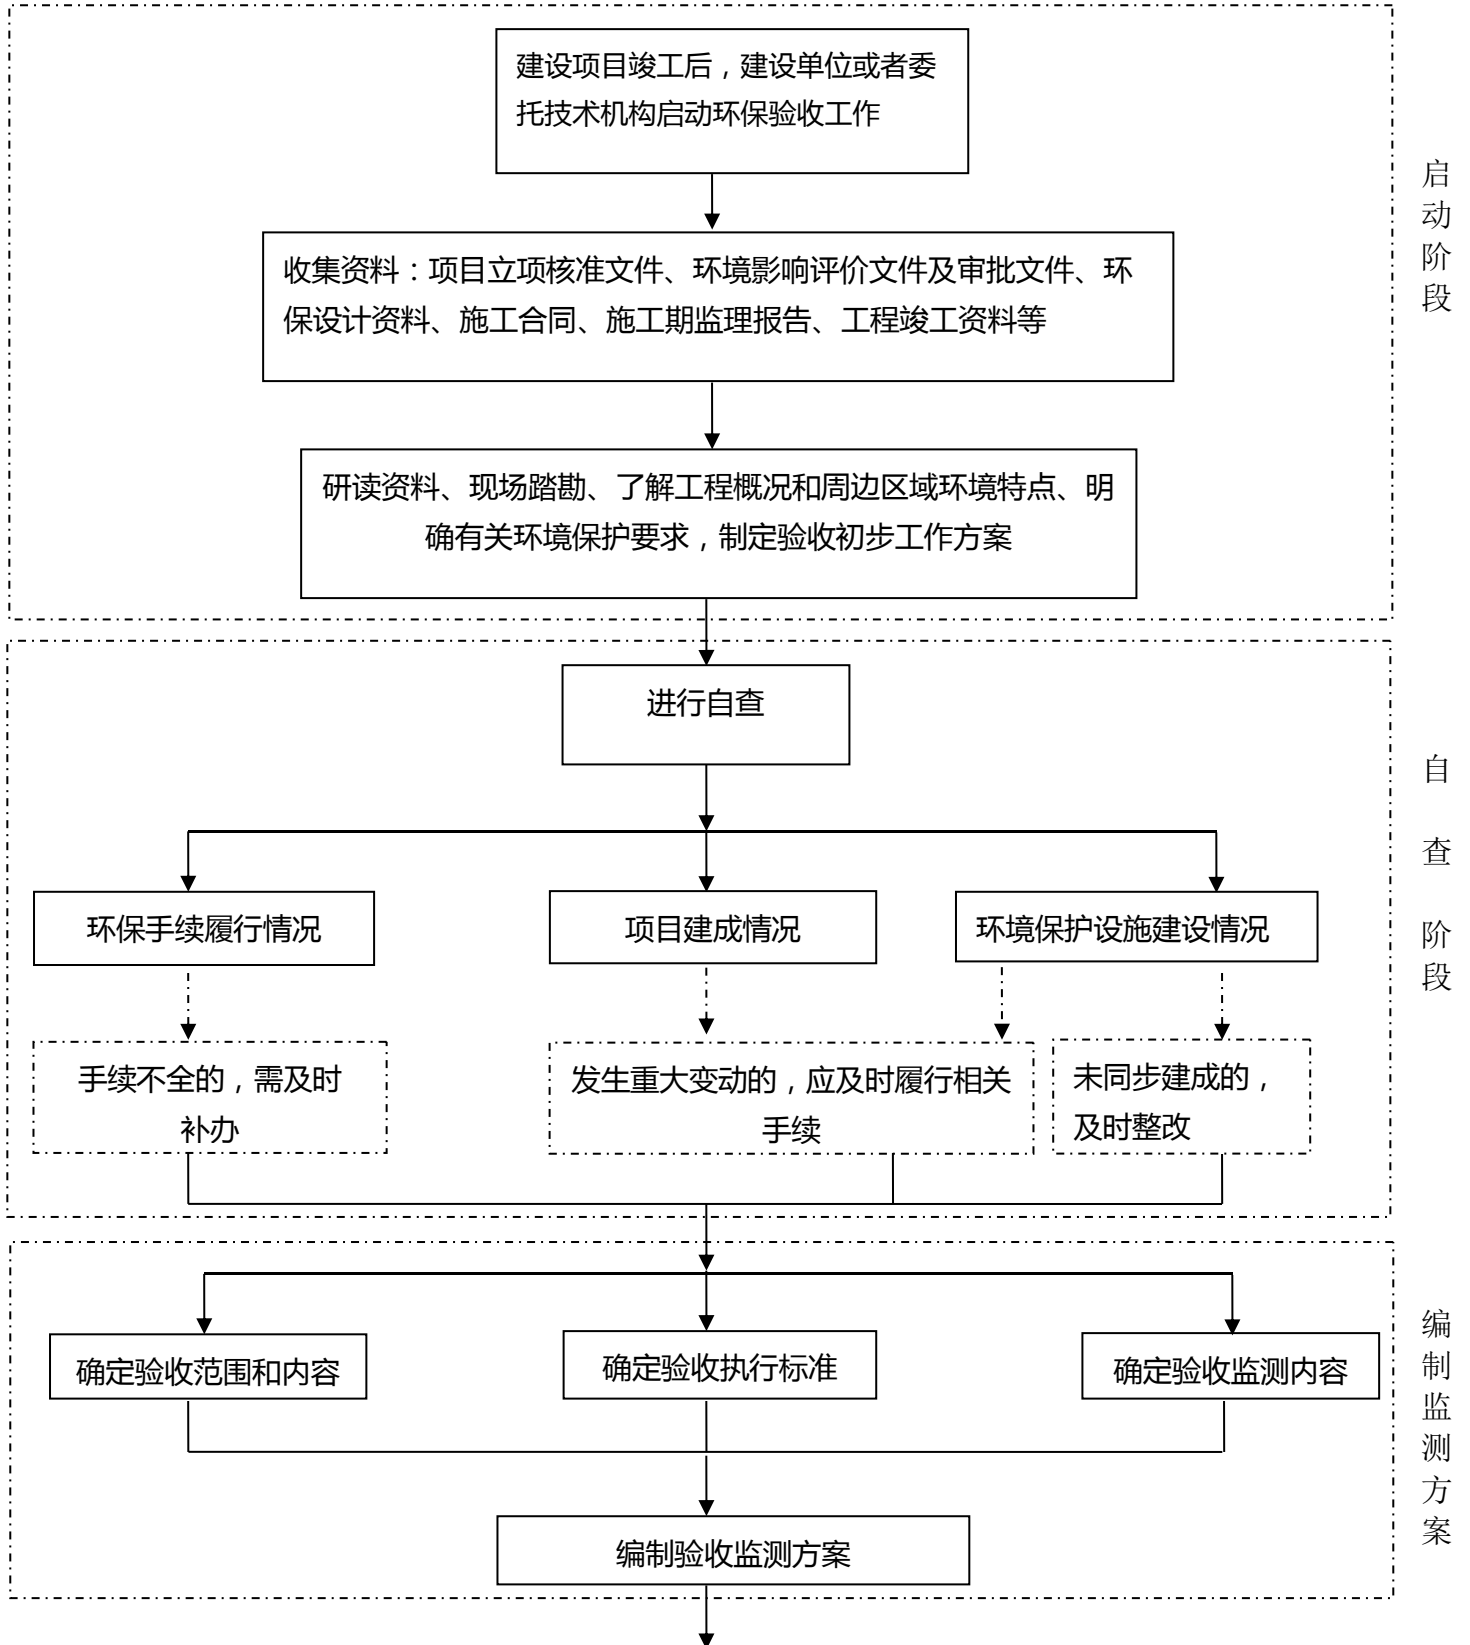 建设项目竣工后，建设单位或者委
托技术机构启动环保验收工作
收集资料：项目立项核准文件、环境影响评价文件及审批文件、环
保设计资料、施工合同、施工期监理报告、工程竣工资料等
研读资料、现场踏勘、了解工程概况和周边区域环境特点、明
确有关环境保护要求，制定验收初步工作方案
启动阶段
进行自查
环保手续履行情况
项目建成情况
环境保护设施建设情况
手续不全的，需及时
补办
发生重大变动的，应及时履行相关
手续
未同步建成的，
及时整改
自查阶段
确定验收范围和内容
确定验收执行标准
确定验收监测内容
编制验收监测方案
编制监测方案